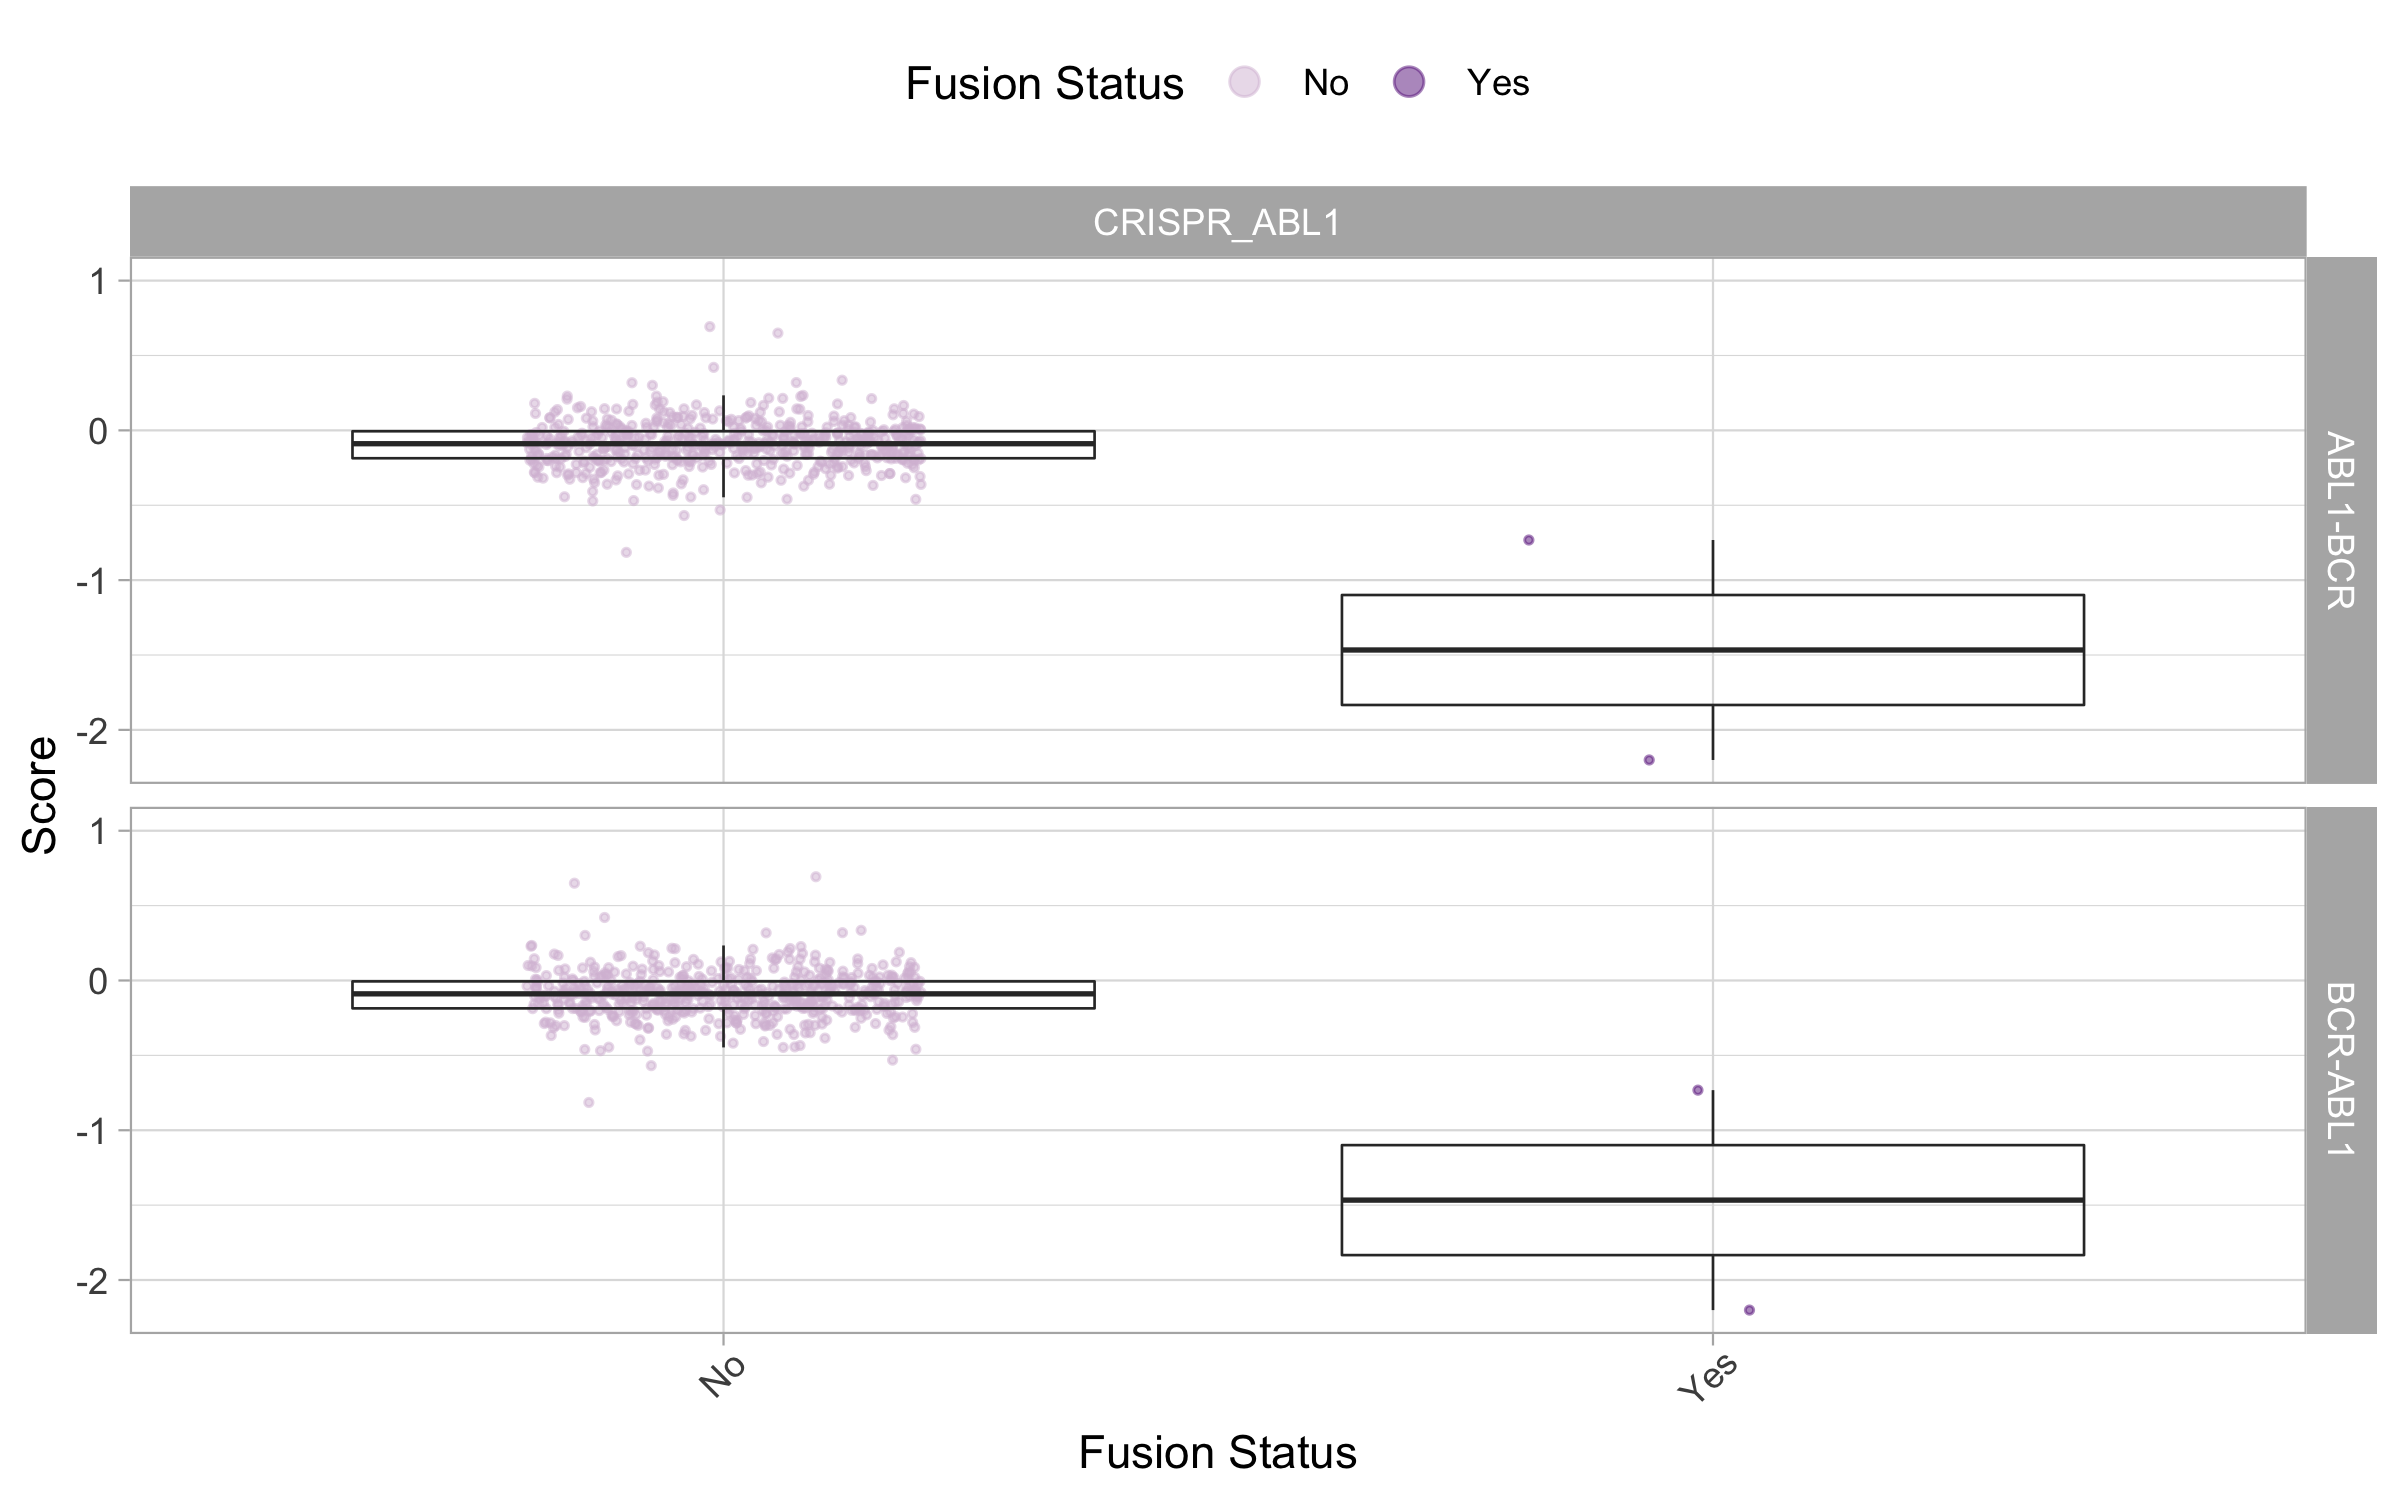 Fusion Status No Yes
CRISPR_ABL1
1
0
-1
-2
ABL1-BCR
Score
1
0
-1
-2
BCR-ABL1
No Yes
Fusion Status